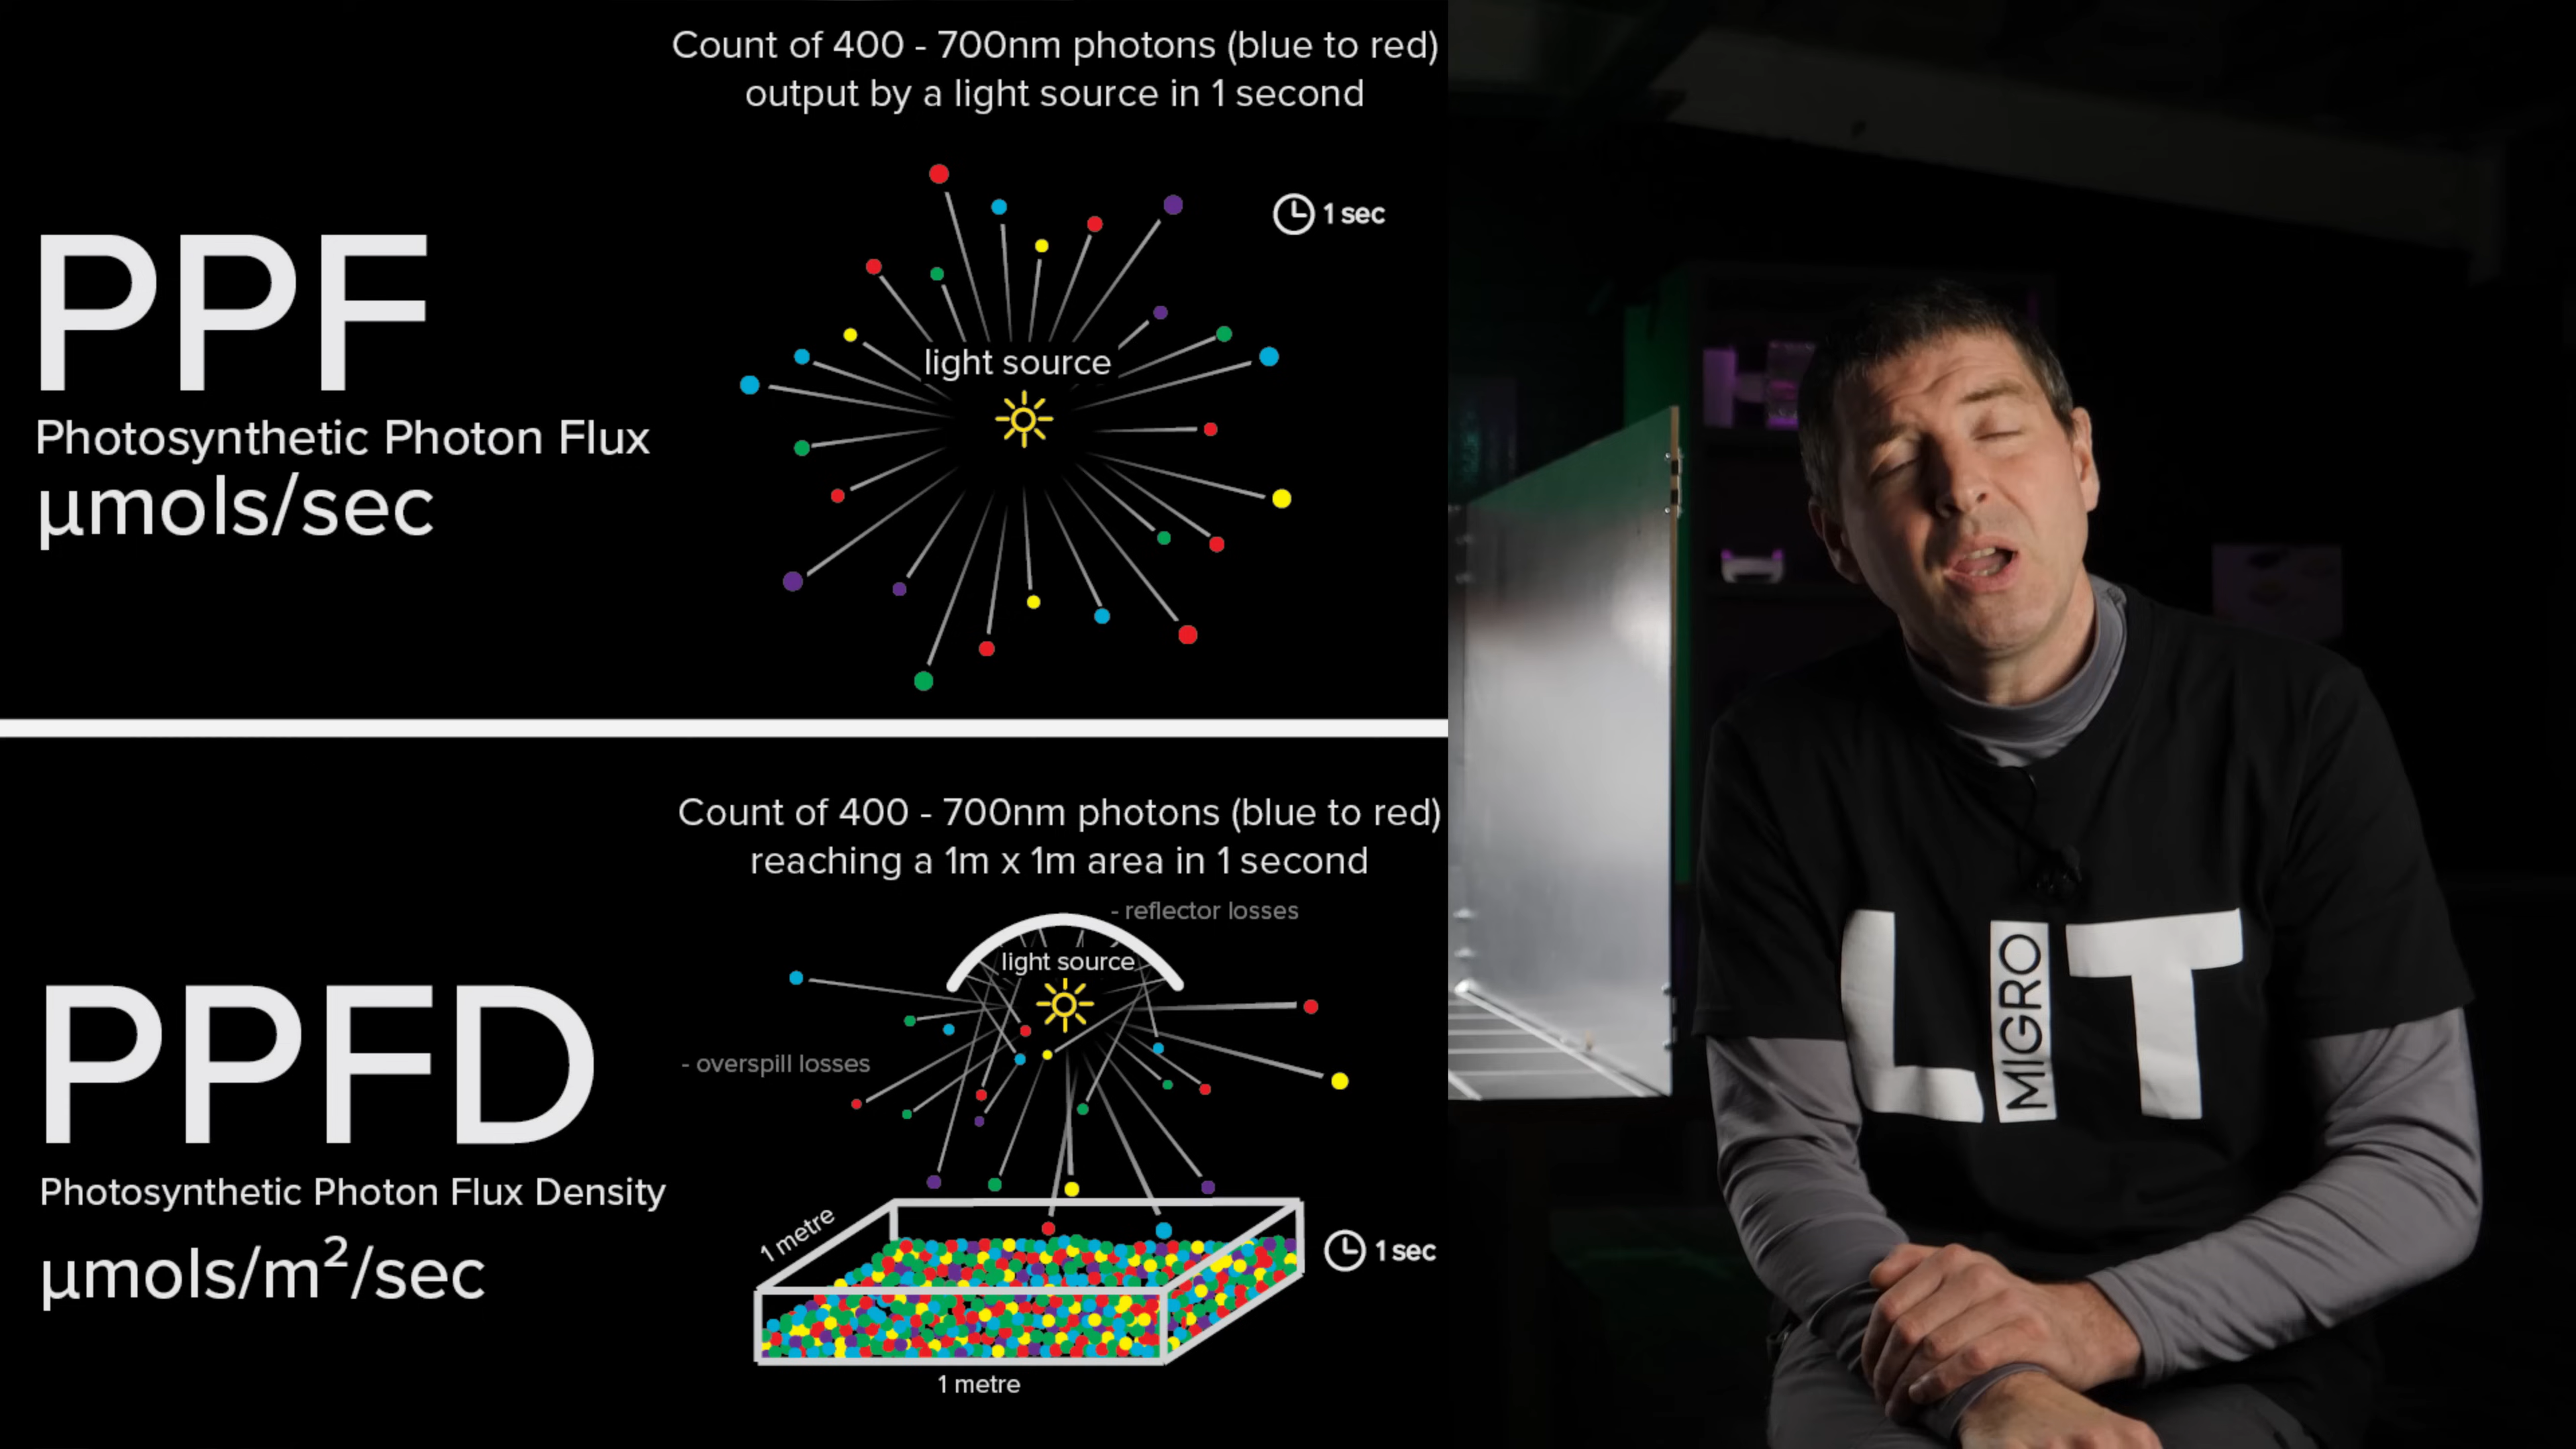 Count of 400 - 700nm photons (blue to red)
output by a light source in 1 second
1 sec
PPF
light source
Photosynthetic Photon Flux
µmols/sec
Count of 400 - 700nm photons (blue to red)
reaching a 1m x 1m area in 1 second
- reflector losses
light source
- overspill losses
PPFD
Photosynthetic Photon Flux Density
µmols/m²/sec
1 metre
1 sec
1 metre
LIT
MIGRO